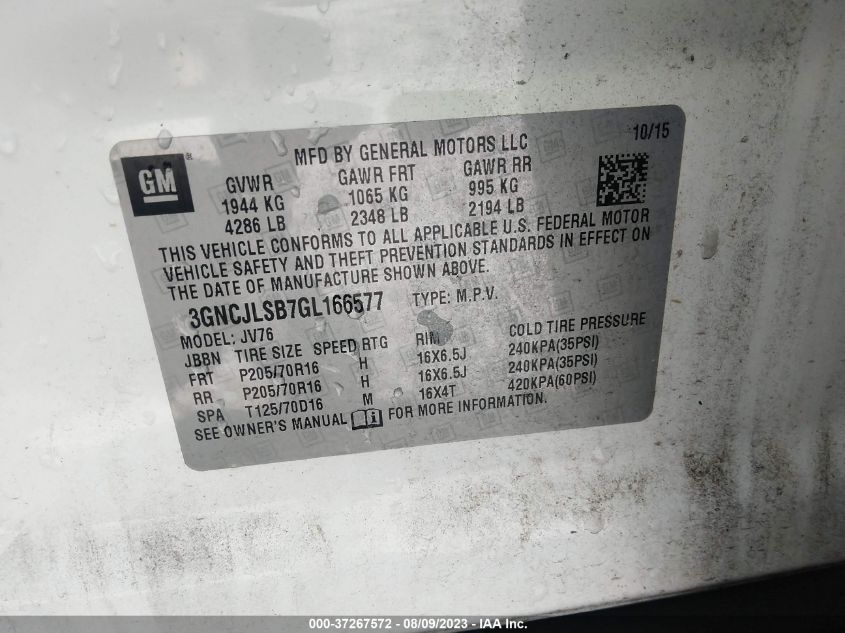 10/15
MFD BY GENERAL MOTORS LLC
GM ®
GVWR GAWR FRT GAWR RR
1944 KG 1065 KG 995 KG
4286 LB 2348 LB 2194 LB
THIS VEHICLE CONFORMS TO ALL APPLICABLE U.S. FEDERAL MOTOR
VEHICLE SAFETY AND THEFT PREVENTION STANDARDS IN EFFECT ON
THE DATE OF MANUFACTURE SHOWN ABOVE.
3GNCJLSB7GL166577 TYPE: M.P.V.
MODEL: JV76
JBBN TIRE SIZE SPEED RTG RIM COLD TIRE PRESSURE
FRT P205/70R16 H 16X6.5J 240KPA(35PSI)
RR P205/70R16 H 16X6.5J 240KPA(35PSI)
SPA T125/70D16 M 16X4T 420KPA(60PSI)
SEE OWNER'S MANUAL FOR MORE INFORMATION.
000-37267572 - 08/09/2023 - IAA Inc.